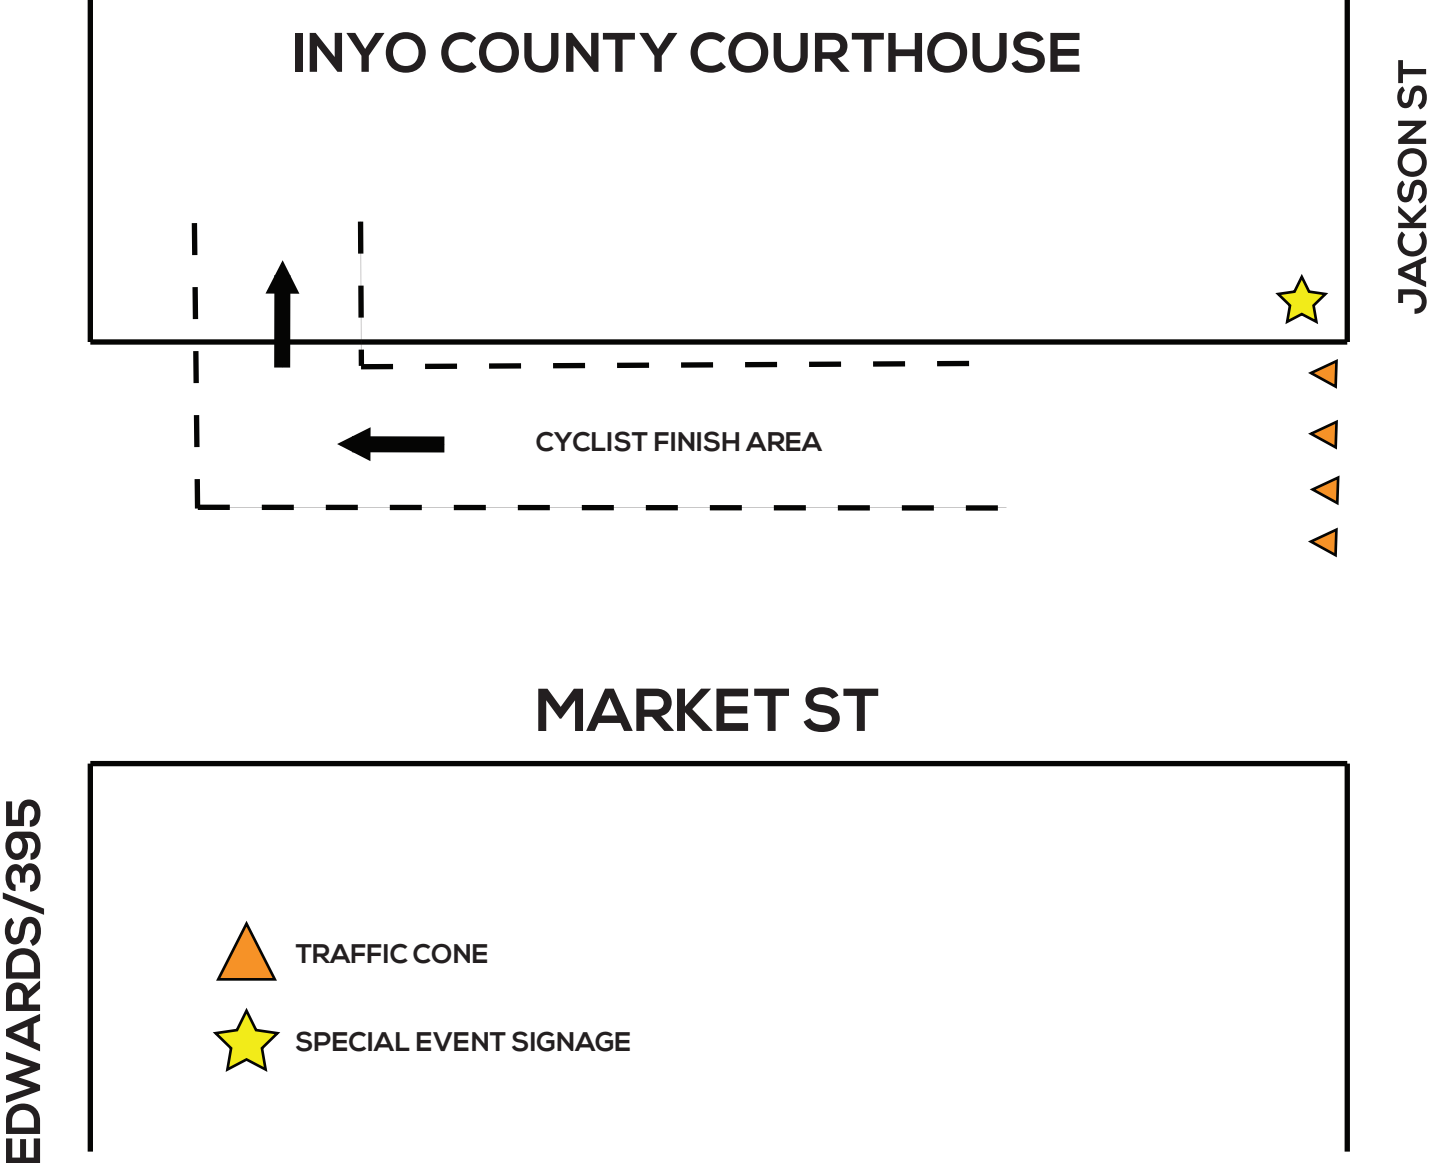 INYO COUNTY COURTHOUSE
JACKSON ST
CYCLIST FINISH AREA
MARKET ST
EDWARDS/395
TRAFFIC CONE
SPECIAL EVENT SIGNAGE